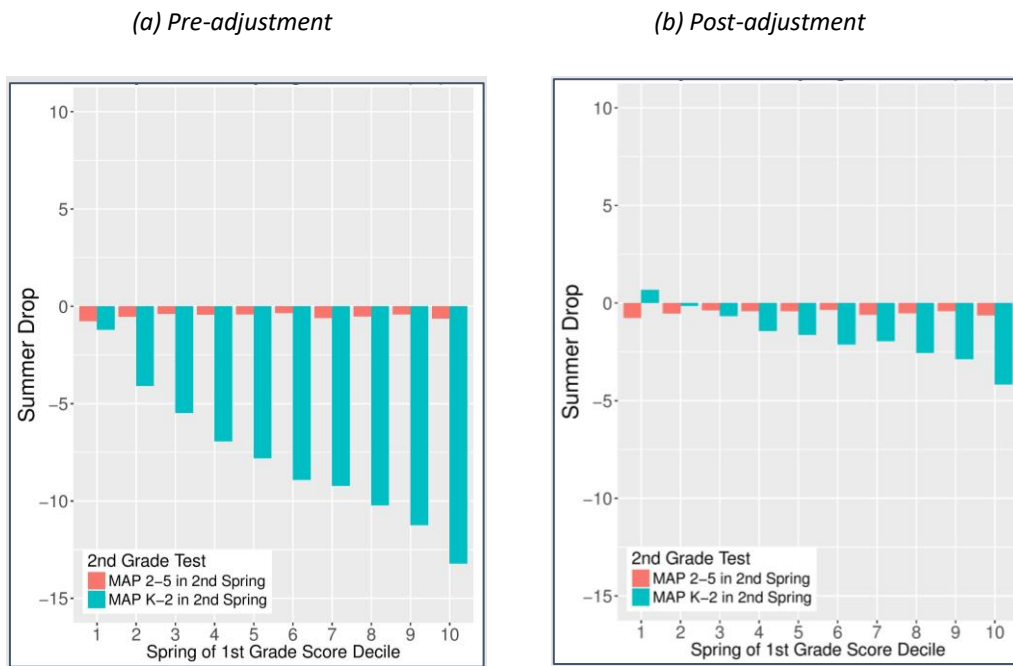 (a) Pre-adjustment
(b) Post-adjustment
10
5
0
−5
−10
−15
Summer Drop
2nd Grade Test
MAP 2−5 in 2nd Spring
MAP K−2 in 2nd Spring
1 2 3 4 5 6 7 8 9 10
Spring of 1st Grade Score Decile
10
5
0
−5
−10
−15
Summer Drop
2nd Grade Test
MAP 2−5 in 2nd Spring
MAP K−2 in 2nd Spring
1 2 3 4 5 6 7 8 9 10
Spring of 1st Grade Score Decile